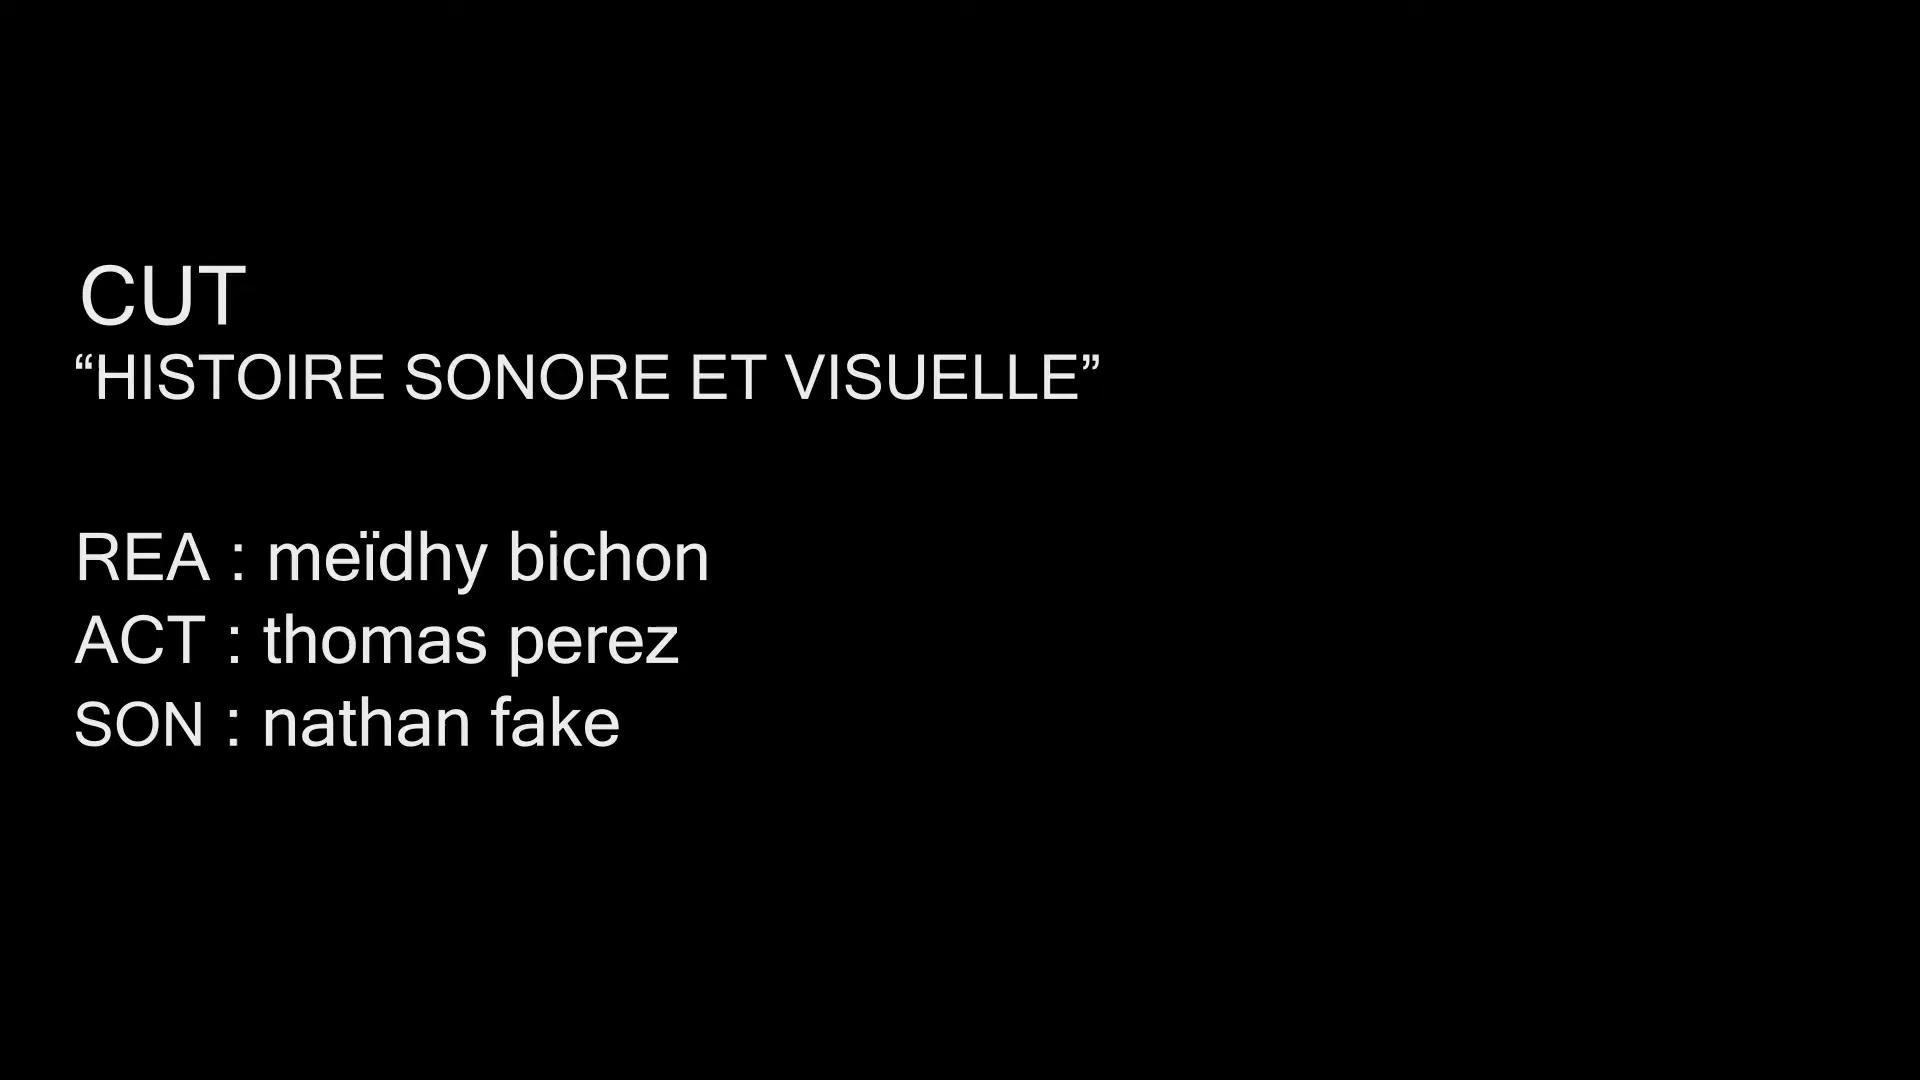 CUT
“HISTOIRE SONORE ET VISUELLE”
REA : meïdhy bichon
ACT : thomas perez
SON : nathan fake